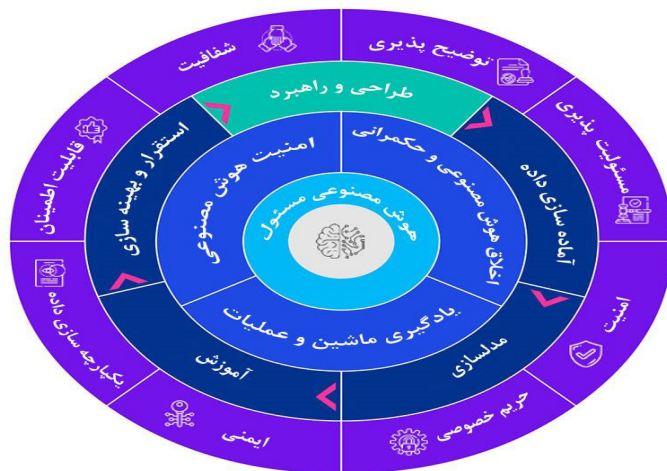 شفافیت
توضیح پذیری
مسئولیت پذیری
امنیت
حریم خصوصی
ایمنی
یکپارچه سازی داده
قابلیت اطمینان
طراحی و راهبرد
آماده سازی داده
مدلسازی
آموزش
استقرار و بهینه سازی
امنیت هوش مصنوعی
اخلاق هوش مصنوعی و حکمرانی
یادگیری ماشین و عملیات
هوش مصنوعی مسئول